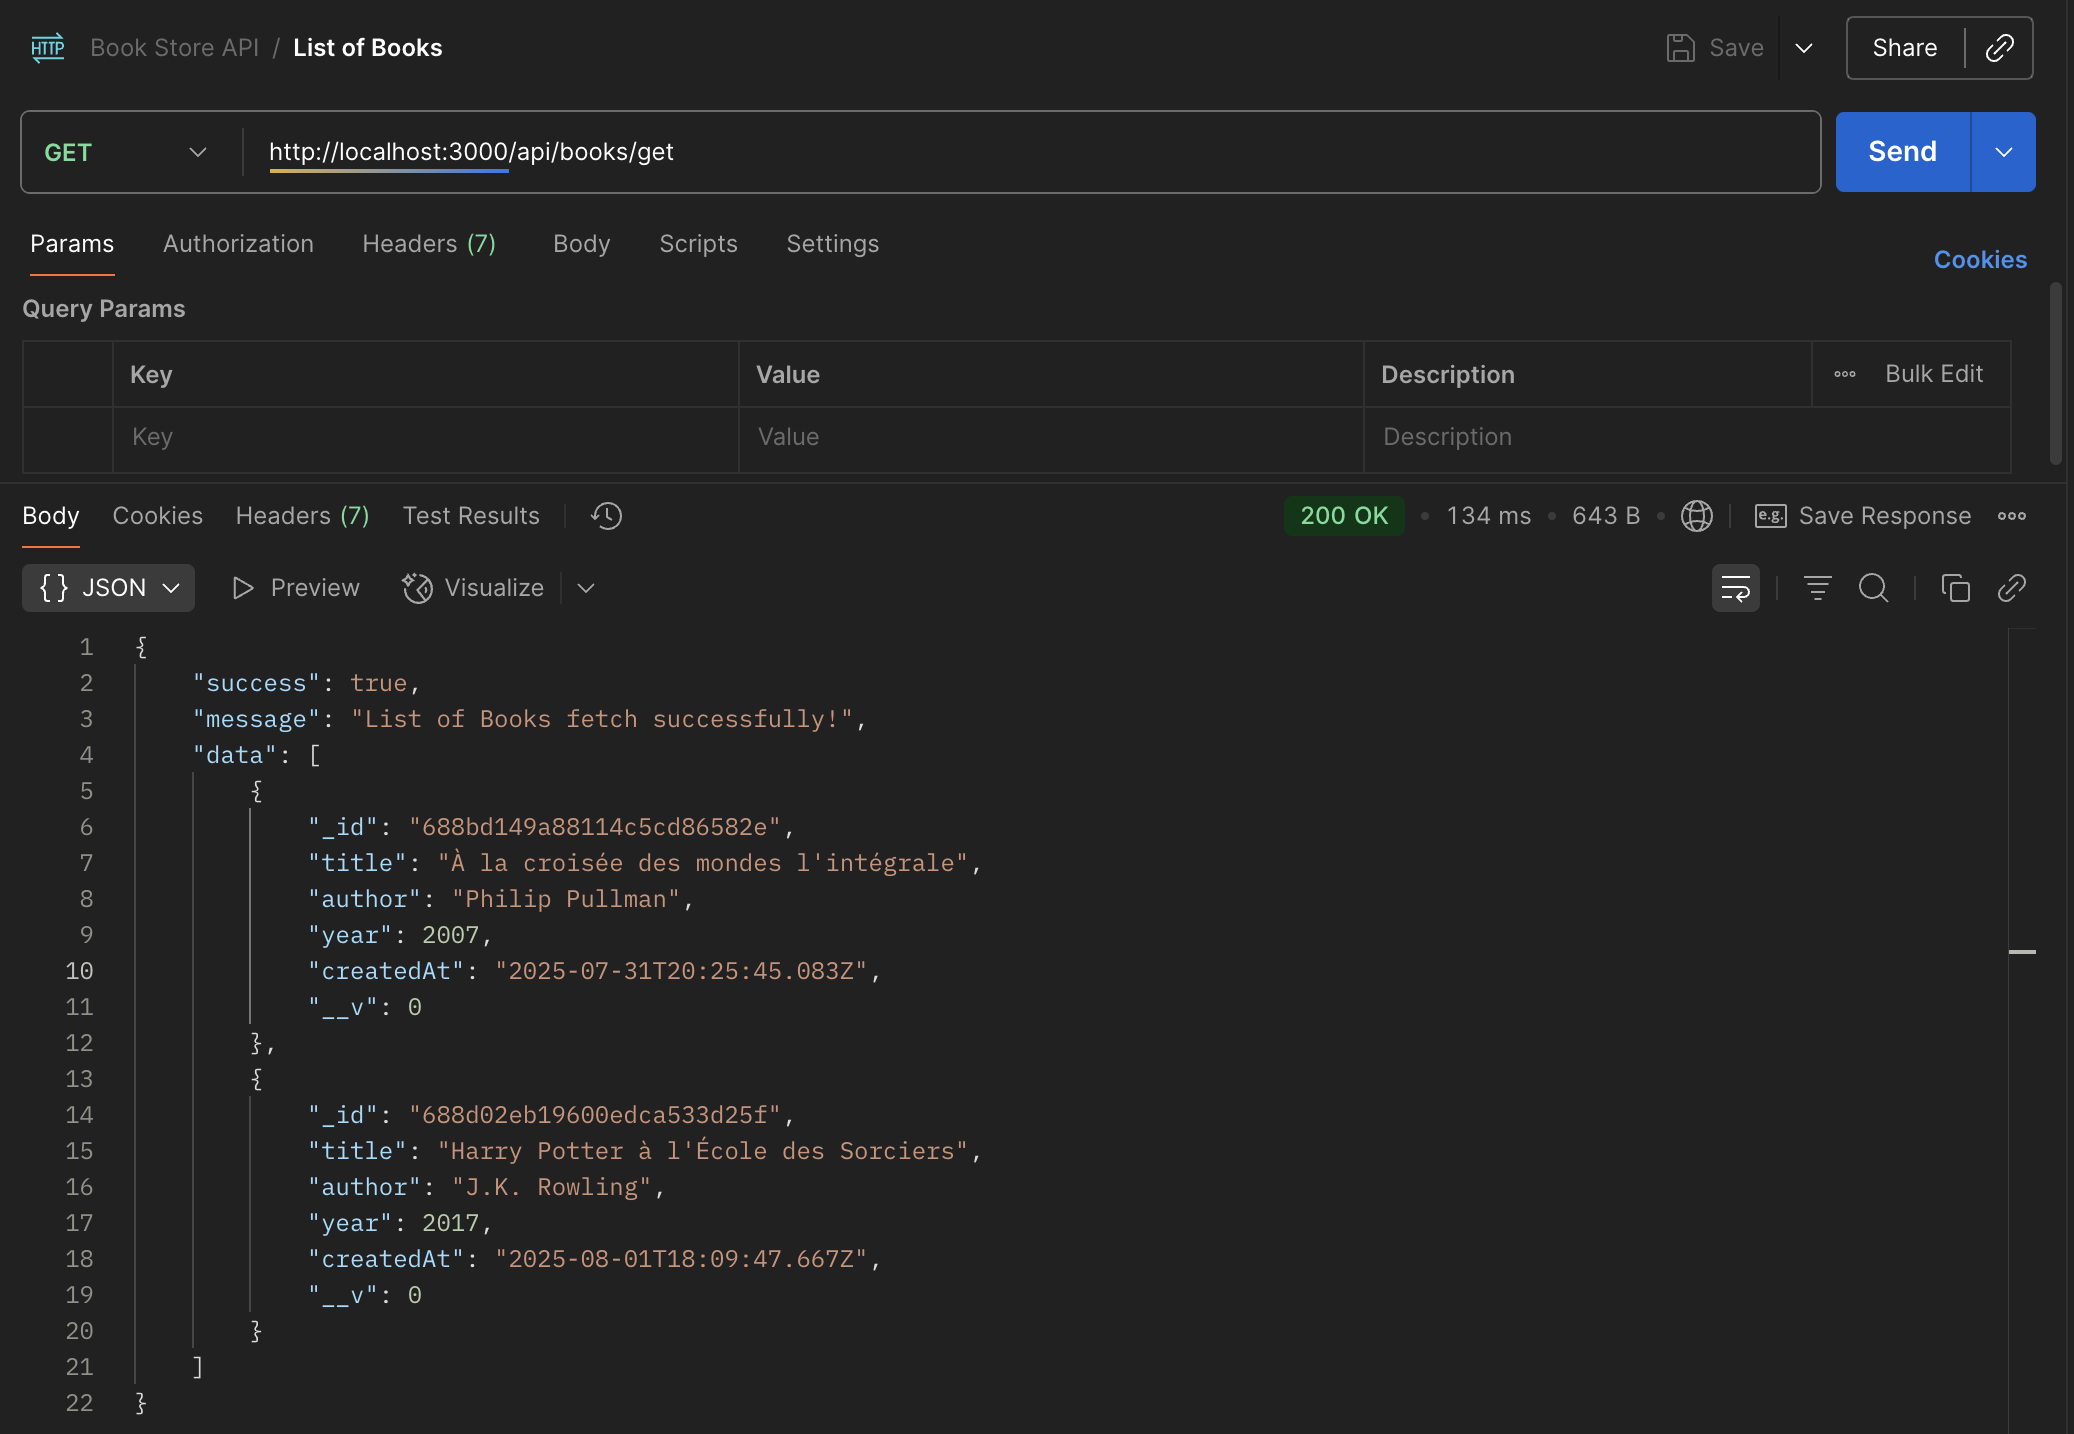 HTTP Book Store API / List of Books Save Share
GET http://localhost:3000/api/books/get Send
Params Authorization Headers (7) Body Scripts Settings Cookies
Query Params
Key Value Description Bulk Edit
Key Value Description
Body Cookies Headers (7) Test Results 200 OK • 134 ms • 643 B • e.g. Save Response
{} JSON Preview Visualize
1 {
2 "success": true,
3 "message": "List of Books fetch successfully!",
4 "data": [
5 {
6 "_id": "688bd149a88114c5cd86582e",
7 "title": "À la croisée des mondes l'intégrale",
8 "author": "Philip Pullman",
9 "year": 2007,
10 "createdAt": "2025-07-31T20:25:45.083Z",
11 "__v": 0
12 },
13 {
14 "_id": "688d02eb19600edca533d25f",
15 "title": "Harry Potter à l'École des Sorciers",
16 "author": "J.K. Rowling",
17 "year": 2017,
18 "createdAt": "2025-08-01T18:09:47.667Z",
19 "__v": 0
20 }
21 ]
22 }